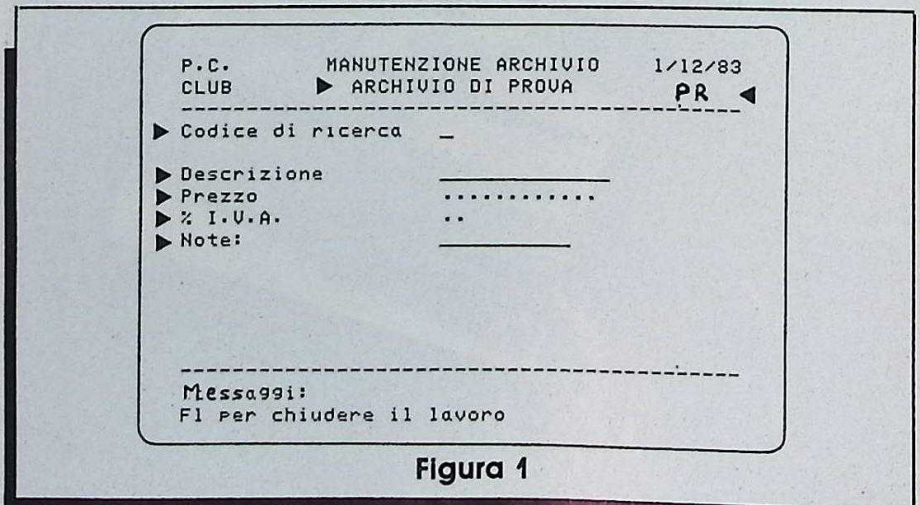 P.C. MANUTENZIONE ARCHIVIO 1/12/83
CLUB ▶ ARCHIVIO DI PROVA PR ◀
▶ Codice di ricerca _
▶ Descrizione
▶ Prezzo ............
▶ % I.V.A. ..
▶ Note:
Messaggi:
F1 per chiudere il lavoro
Figura 1